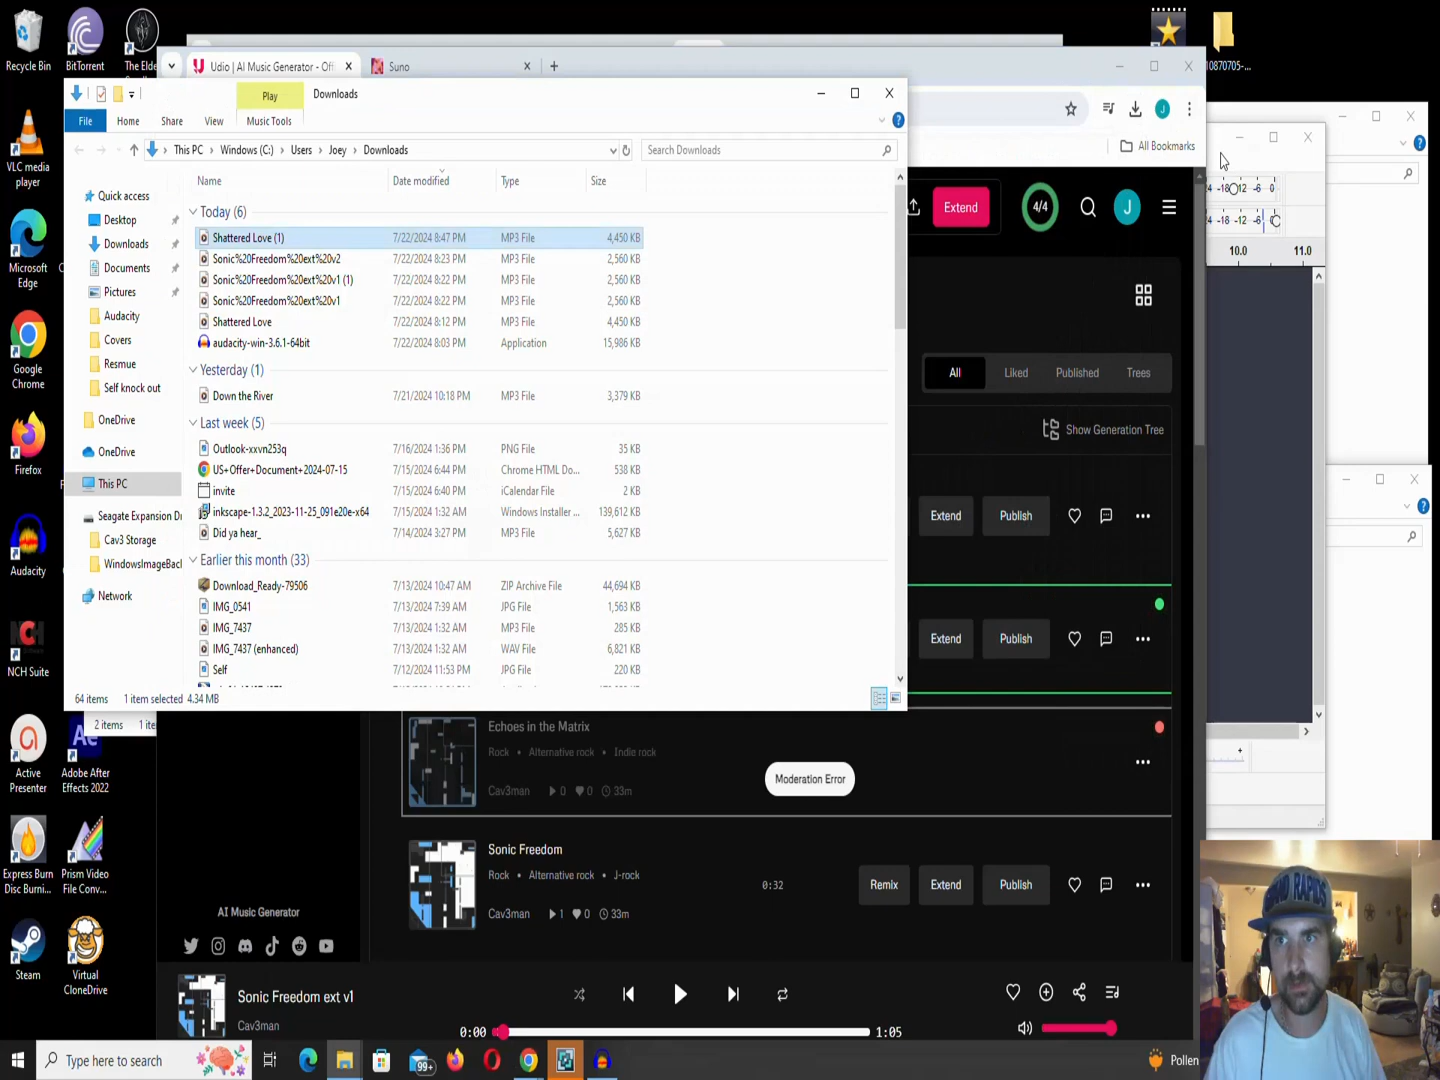 Recycle Bin
BitTorrent
The Elde
VLC media
player
Microsoft
Edge
Google
Chrome
Firefox
Audacity
NCH Suite
Active
Presenter
Adobe After
Effects 2022
Express Burn
Disc Burni...
Prism Video
File Conv...
Steam
Virtual
CloneDrive
10870705-...
Udio | AI Music Generator - Offi
Suno
All Bookmarks
Play
Downloads
File
Home
Share
View
Music Tools
This PC > Windows (C:) > Users > Joey > Downloads
Search Downloads
Name
Date modified
Type
Size
Quick access
Desktop
Downloads
Documents
Pictures
Audacity
Covers
Resmue
Self knock out
OneDrive
OneDrive
This PC
Seagate Expansion Dr
Cav3 Storage
WindowsImageBack
Network
Today (6)
Shattered Love (1) 7/22/2024 8:47 PM MP3 File 4,450 KB
Sonic%20Freedom%20ext%20v2 7/22/2024 8:23 PM MP3 File 2,560 KB
Sonic%20Freedom%20ext%20v1 (1) 7/22/2024 8:22 PM MP3 File 2,560 KB
Sonic%20Freedom%20ext%20v1 7/22/2024 8:22 PM MP3 File 2,560 KB
Shattered Love 7/22/2024 8:12 PM MP3 File 4,450 KB
audacity-win-3.6.1-64bit 7/22/2024 8:03 PM Application 15,986 KB
Yesterday (1)
Down the River 7/21/2024 10:18 PM MP3 File 3,379 KB
Last week (5)
Outlook-xxvn253q 7/16/2024 1:36 PM PNG File 35 KB
US+Offer+Document+2024-07-15 7/15/2024 6:44 PM Chrome HTML Do... 538 KB
invite 7/15/2024 6:40 PM iCalendar File 2 KB
inkscape-1.3.2_2023-11-25_091e20e-x64 7/15/2024 1:32 AM Windows Installer ... 139,612 KB
Did ya hear_ 7/14/2024 3:27 PM MP3 File 5,627 KB
Earlier this month (33)
Download_Ready-79506 7/13/2024 10:47 AM ZIP Archive File 44,694 KB
IMG_0541 7/13/2024 7:39 AM JPG File 1,563 KB
IMG_7437 7/13/2024 1:32 AM MP3 File 285 KB
IMG_7437 (enhanced) 7/13/2024 1:32 AM WAV File 6,821 KB
Self 7/12/2024 11:53 PM JPG File 220 KB
64 items 1 item selected 4.34 MB
2 items 1 ite
Extend
4/4
J
J
All
Liked
Published
Trees
Show Generation Tree
Extend
Publish
Extend
Publish
24 -18 -12 -6 0
24 -18 -12 -6 0
10.0 11.0
Echoes in the Matrix
Rock • Alternative rock • Indie rock
Cav3man 0 0 33m
Moderation Error
Sonic Freedom
Rock • Alternative rock • J-rock
Cav3man 1 0 33m
0:32
Remix
Extend
Publish
AI Music Generator
Sonic Freedom ext v1
Cav3man
0:00
1:05
Type here to search
99+
Pollen